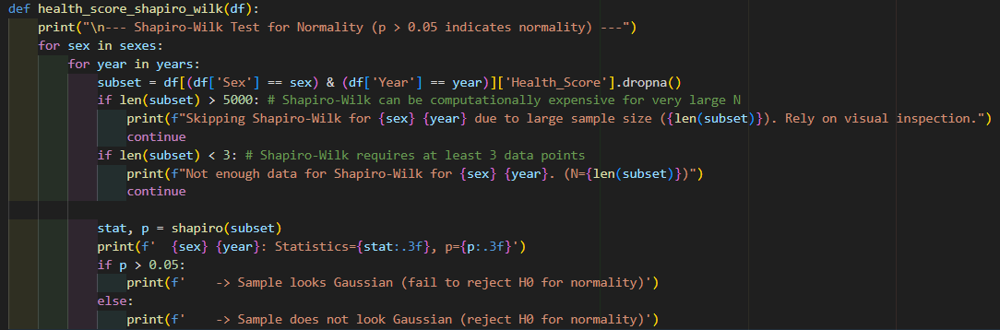 def health_score_shapiro_wilk(df):
    print("\n--- Shapiro-Wilk Test for Normality (p > 0.05 indicates normality) ---")
    for sex in sexes:
        for year in years:
            subset = df[(df['Sex'] == sex) & (df['Year'] == year)]['Health_Score'].dropna()
            if len(subset) > 5000: # Shapiro-Wilk can be computationally expensive for very large N
                print(f"Skipping Shapiro-Wilk for {sex} {year} due to large sample size ({len(subset)}). Rely on visual inspection.")
                continue
            if len(subset) < 3: # Shapiro-Wilk requires at least 3 data points
                print(f"Not enough data for Shapiro-Wilk for {sex} {year}. (N={len(subset)})")
                continue

            stat, p = shapiro(subset)
            print(f'  {sex} {year}: Statistics={stat:.3f}, p={p:.3f}')
            if p > 0.05:
                print(f'    -> Sample looks Gaussian (fail to reject H0 for normality)')
            else:
                print(f'    -> Sample does not look Gaussian (reject H0 for normality)')